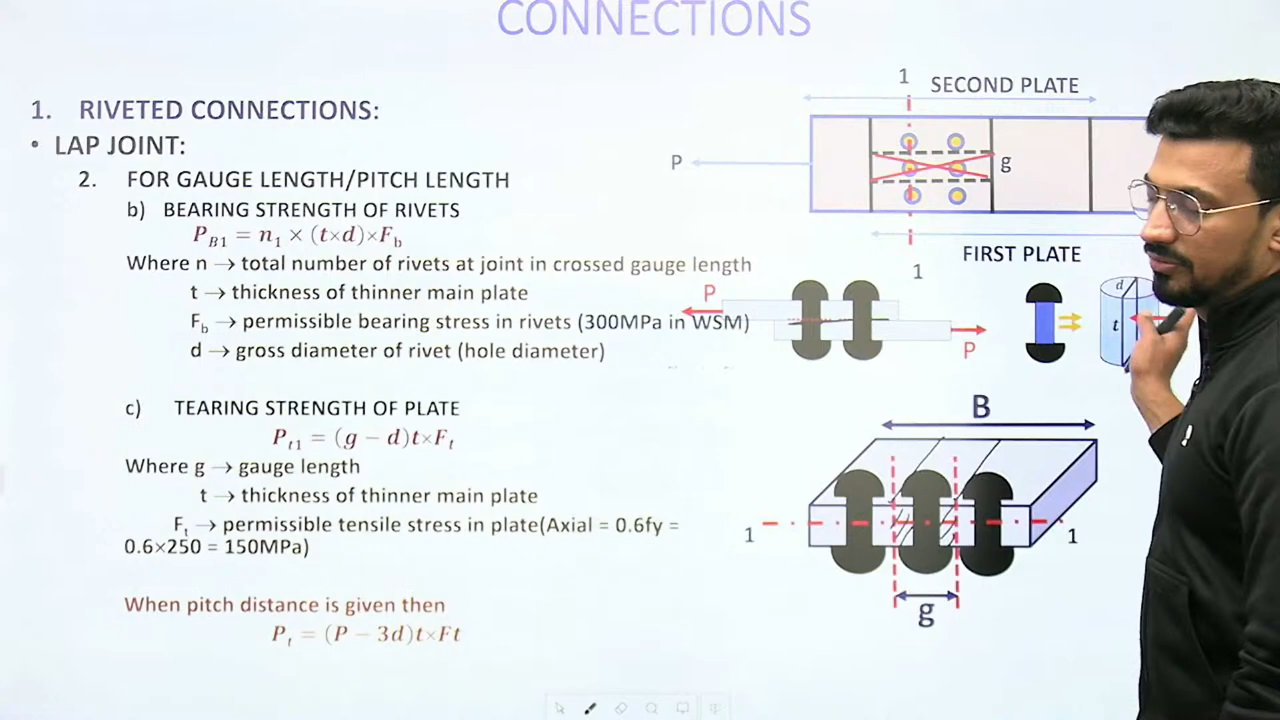 CONNECTIONS
1. RIVETED CONNECTIONS:
• LAP JOINT:
2. FOR GAUGE LENGTH/PITCH LENGTH
b) BEARING STRENGTH OF RIVETS
P_B1 = n₁ × (t×d)×F_b
Where n → total number of rivets at joint in crossed gauge length
t → thickness of thinner main plate
F_b → permissible bearing stress in rivets (300MPa in WSM)
d → gross diameter of rivet (hole diameter)
c) TEARING STRENGTH OF PLATE
P_t1 = (g − d)t×F_t
Where g → gauge length
t → thickness of thinner main plate
F_t → permissible tensile stress in plate(Axial = 0.6fy =
0.6×250 = 150MPa)
When pitch distance is given then
P_t = (P − 3d)t×Ft
1
SECOND PLATE
P
g
FIRST PLATE
1
P
P
d
t
B
1
1
g